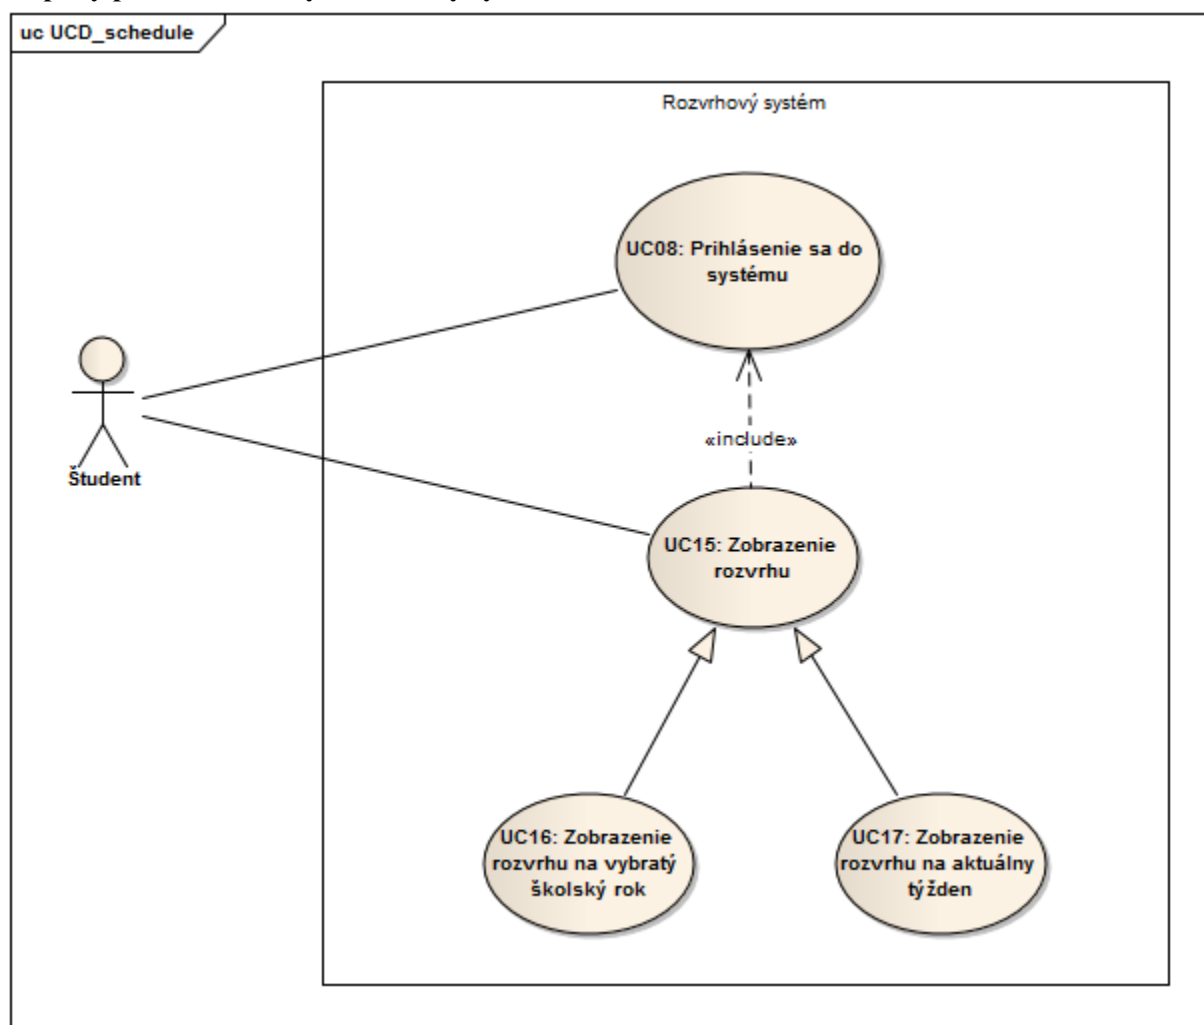 uc UCD_schedule
Rozvrhový systém
UC08: Prihlásenie sa do
systému
«include»
Študent
UC15: Zobrazenie
rozvrhu
UC16: Zobrazenie
rozvrhu na vybratý
školský rok
UC17: Zobrazenie
rozvrhu na aktuálny
týžden